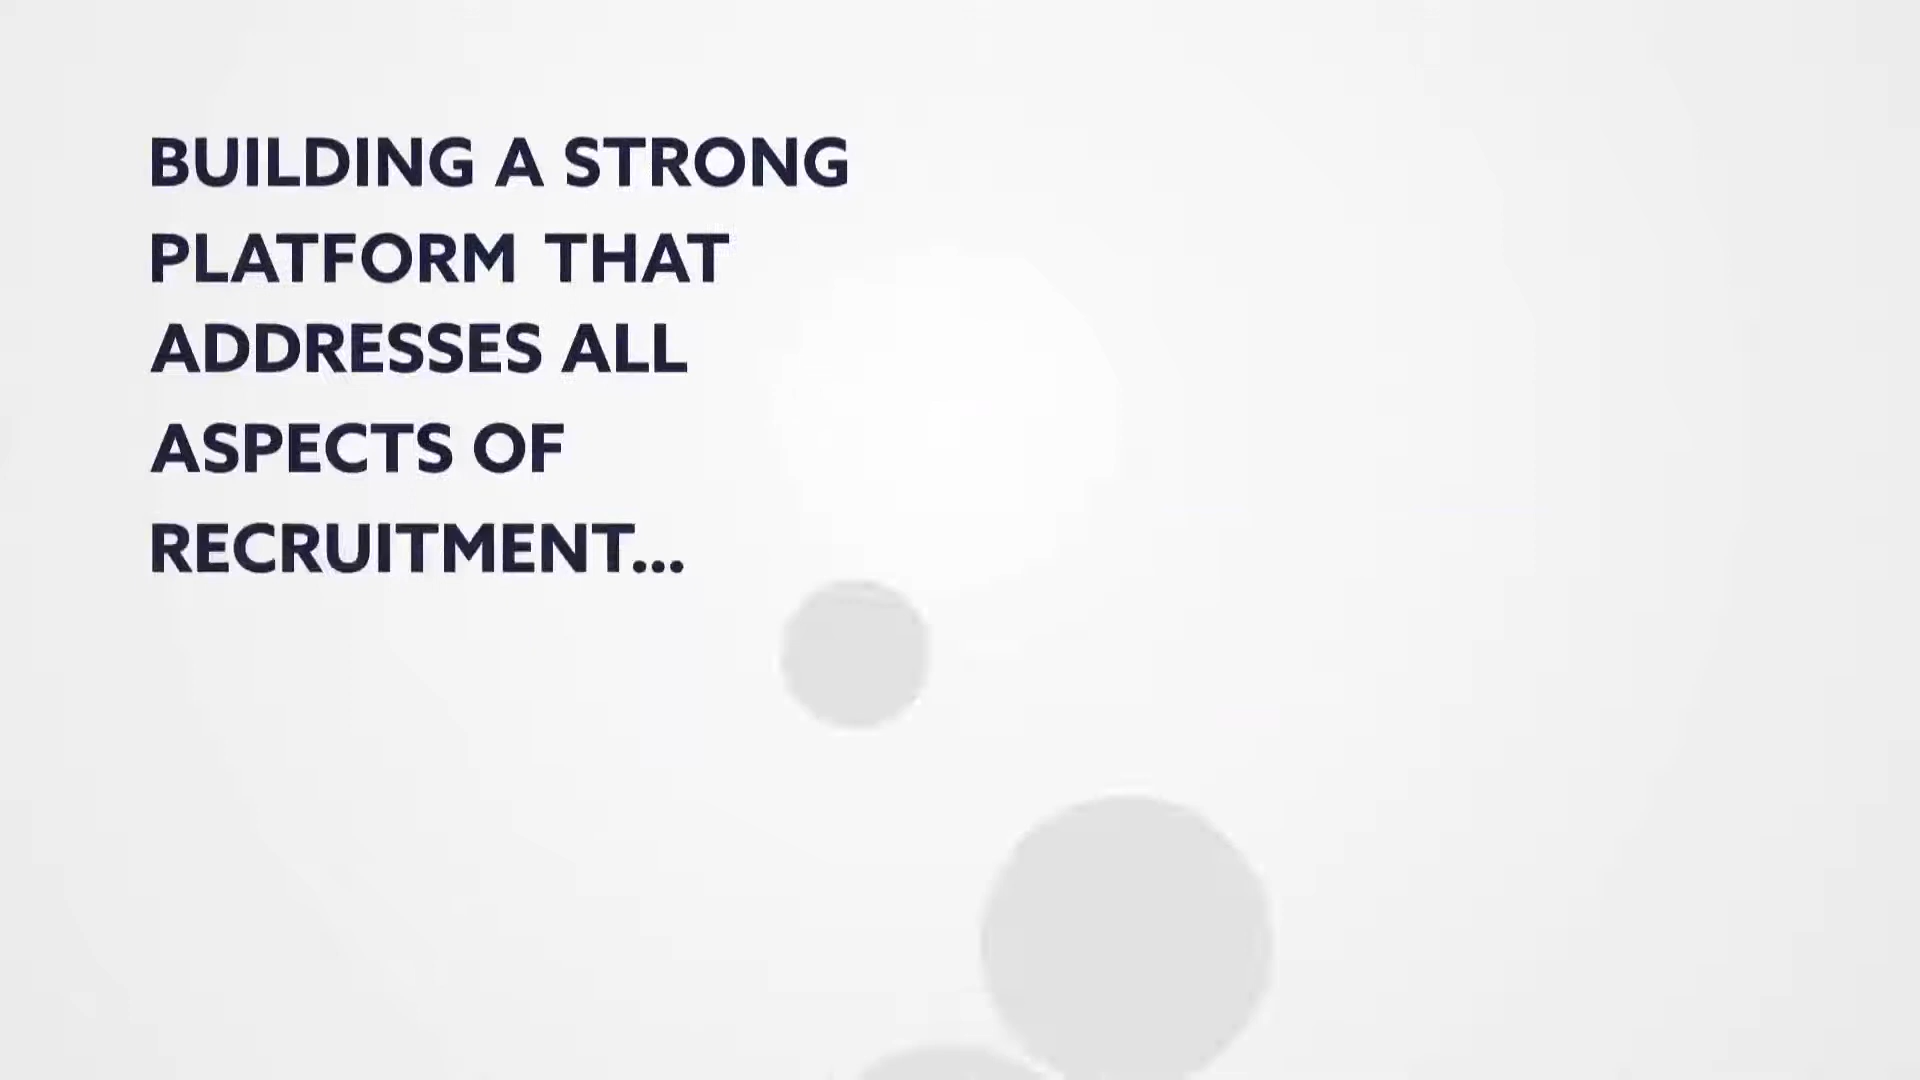 BUILDING A STRONG
PLATFORM THAT
ADDRESSES ALL
ASPECTS OF
RECRUITMENT...